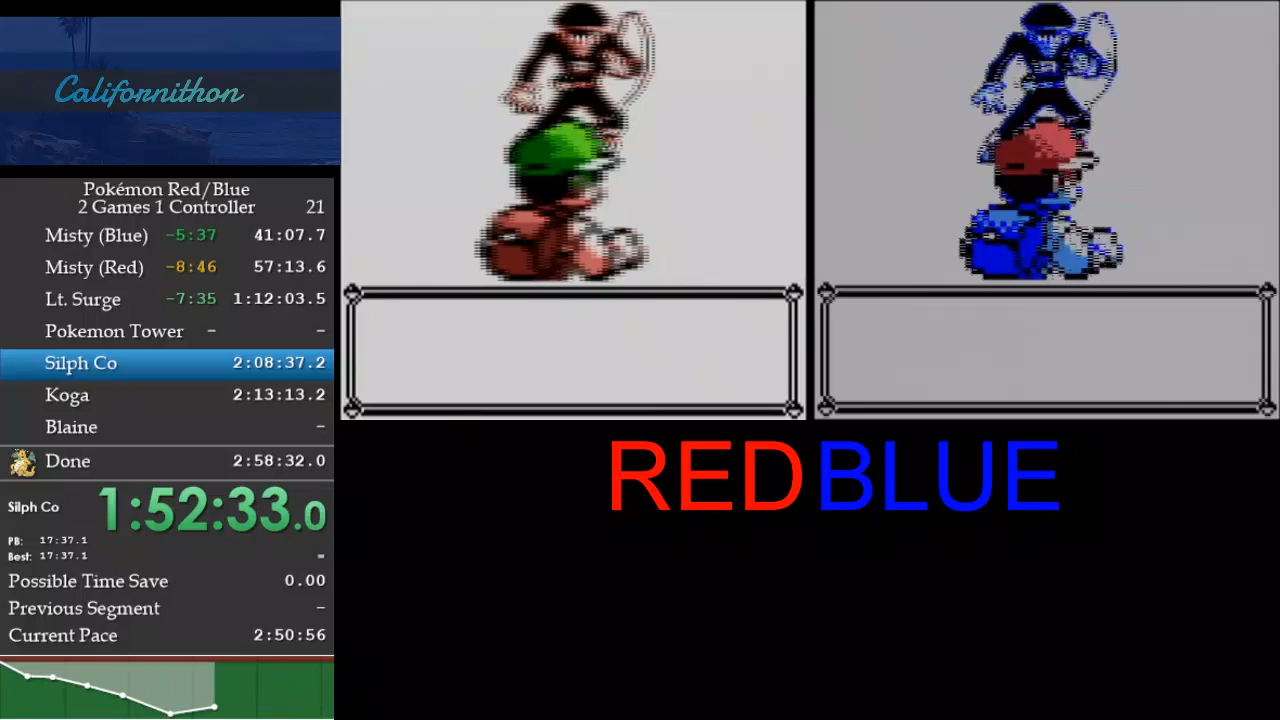 Californithon
Pokémon Red/Blue
2 Games 1 Controller 21
Misty (Blue) -5:37 41:07.7
Misty (Red) -8:46 57:13.6
Lt. Surge -7:35 1:12:03.5
Pokemon Tower - -
Silph Co 2:08:37.2
Koga 2:13:13.2
Blaine -
Done 2:58:32.0
Silph Co 1:52:33.0
PB: 17:37.1
Best: 17:37.1 -
Possible Time Save 0.00
Previous Segment -
Current Pace 2:50:56
RED BLUE